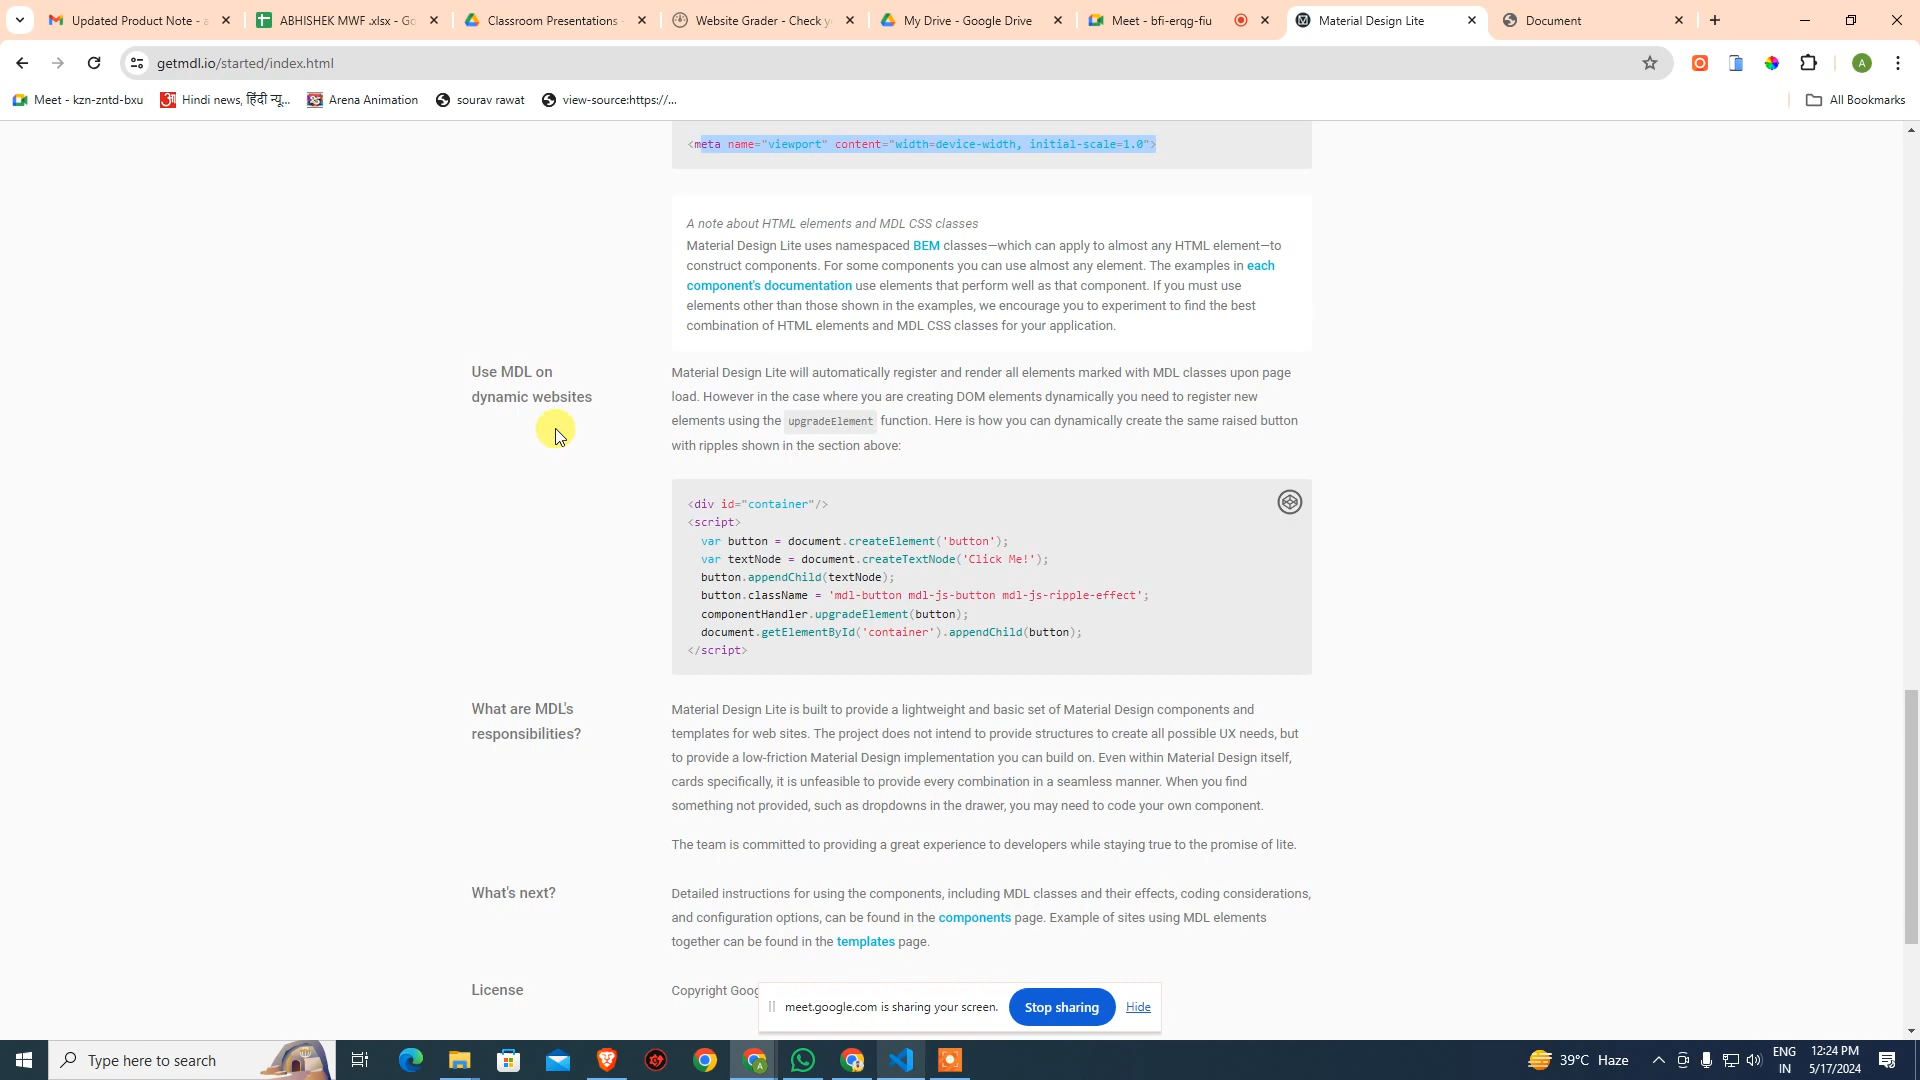 Updated Product Note - a
ABHISHEK MWF .xlsx - Go
Classroom Presentations -
Website Grader - Check y
My Drive - Google Drive
Meet - bfi-erqg-fiu
Material Design Lite
Document
getmdl.io/started/index.html
A
Meet - kzn-zntd-bxu
Hindi news, हिंदी न्यू...
Arena Animation
sourav rawat
view-source:https://...
All Bookmarks
<meta name="viewport" content="width=device-width, initial-scale=1.0">
A note about HTML elements and MDL CSS classes
Material Design Lite uses namespaced BEM classes—which can apply to almost any HTML element—to
construct components. For some components you can use almost any element. The examples in each
component's documentation use elements that perform well as that component. If you must use
elements other than those shown in the examples, we encourage you to experiment to find the best
combination of HTML elements and MDL CSS classes for your application.
Use MDL on
dynamic websites
Material Design Lite will automatically register and render all elements marked with MDL classes upon page
load. However in the case where you are creating DOM elements dynamically you need to register new
elements using the upgradeElement function. Here is how you can dynamically create the same raised button
with ripples shown in the section above:
<div id="container"/>
<script>
var button = document.createElement('button');
var textNode = document.createTextNode('Click Me!');
button.appendChild(textNode);
button.className = 'mdl-button mdl-js-button mdl-js-ripple-effect';
componentHandler.upgradeElement(button);
document.getElementById('container').appendChild(button);
</script>
What are MDL's
responsibilities?
Material Design Lite is built to provide a lightweight and basic set of Material Design components and
templates for web sites. The project does not intend to provide structures to create all possible UX needs, but
to provide a low-friction Material Design implementation you can build on. Even within Material Design itself,
cards specifically, it is unfeasible to provide every combination in a seamless manner. When you find
something not provided, such as dropdowns in the drawer, you may need to code your own component.
The team is committed to providing a great experience to developers while staying true to the promise of lite.
What's next?
Detailed instructions for using the components, including MDL classes and their effects, coding considerations,
and configuration options, can be found in the components page. Example of sites using MDL elements
together can be found in the templates page.
License
Copyright Goog
meet.google.com is sharing your screen.
Stop sharing
Hide
Type here to search
39°C Haze
ENG
IN
12:24 PM
5/17/2024